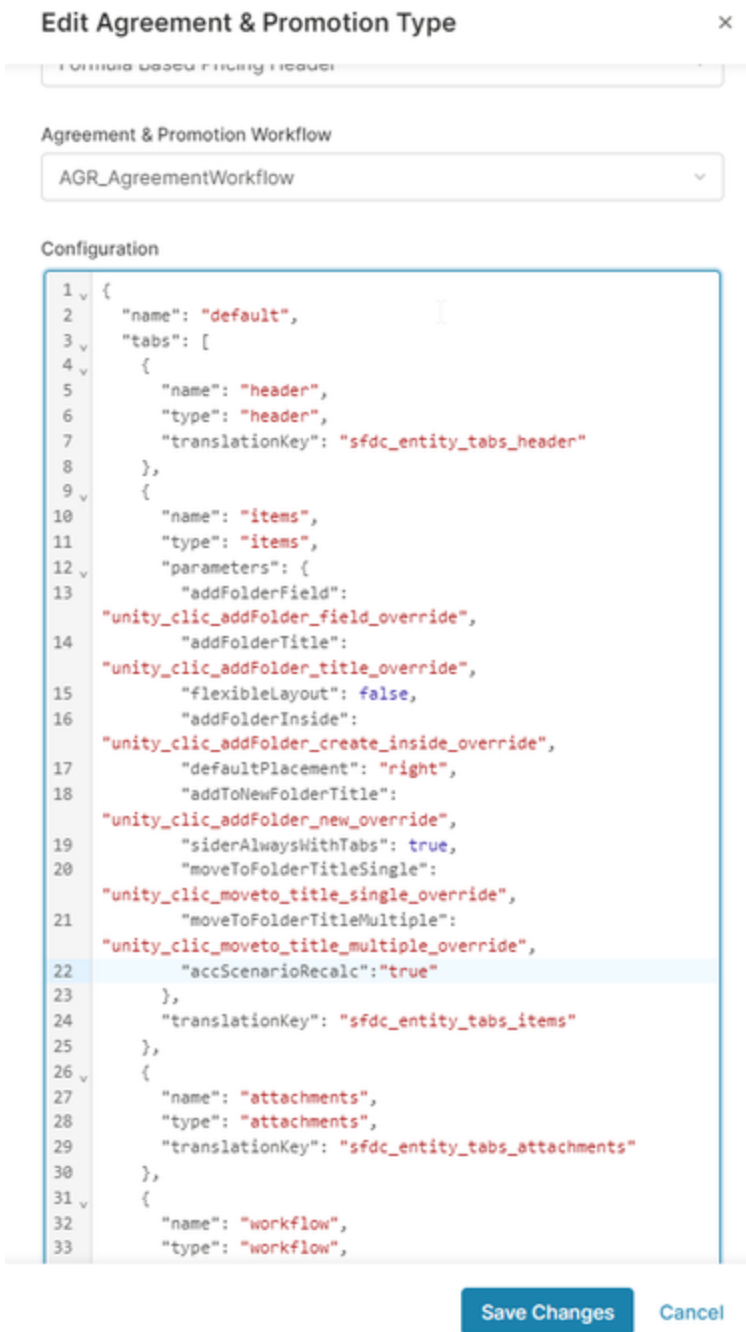 Edit Agreement & Promotion Type ×
Formula Based Pricing Header
Agreement & Promotion Workflow
AGR_AgreementWorkflow
Configuration
1 {
2 "name": "default",
3 "tabs": [
4 {
5 "name": "header",
6 "type": "header",
7 "translationKey": "sfdc_entity_tabs_header"
8 },
9 {
10 "name": "items",
11 "type": "items",
12 "parameters": {
13 "addFolderField":
"unity_clic_addFolder_field_override",
14 "addFolderTitle":
"unity_clic_addFolder_title_override",
15 "flexibleLayout": false,
16 "addFolderInside":
"unity_clic_addFolder_create_inside_override",
17 "defaultPlacement": "right",
18 "addToNewFolderTitle":
"unity_clic_addFolder_new_override",
19 "siderAlwaysWithTabs": true,
20 "moveToFolderTitleSingle":
"unity_clic_moveto_title_single_override",
21 "moveToFolderTitleMultiple":
"unity_clic_moveto_title_multiple_override",
22 "accScenarioRecalc":"true"
23 },
24 "translationKey": "sfdc_entity_tabs_items"
25 },
26 {
27 "name": "attachments",
28 "type": "attachments",
29 "translationKey": "sfdc_entity_tabs_attachments"
30 },
31 {
32 "name": "workflow",
33 "type": "workflow",
Save Changes Cancel